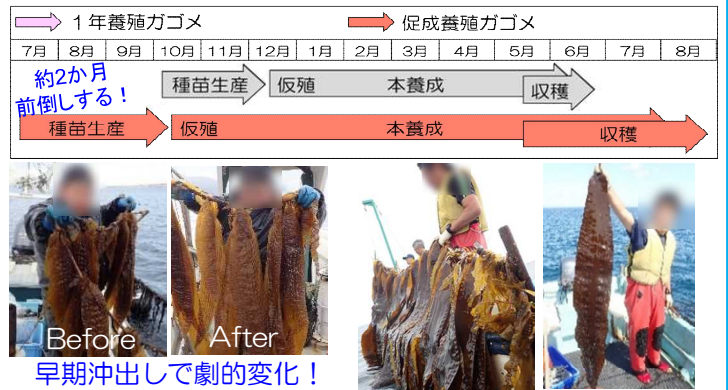 1年養殖ガゴメ 促成養殖ガゴメ
7月 8月 9月 10月 11月 12月 1月 2月 3月 4月 5月 6月 7月 8月
約2か月
前倒しする!
種苗生産 仮殖 本養成 収穫
種苗生産 仮殖 本養成 収穫
Before After
早期沖出しで劇的変化!